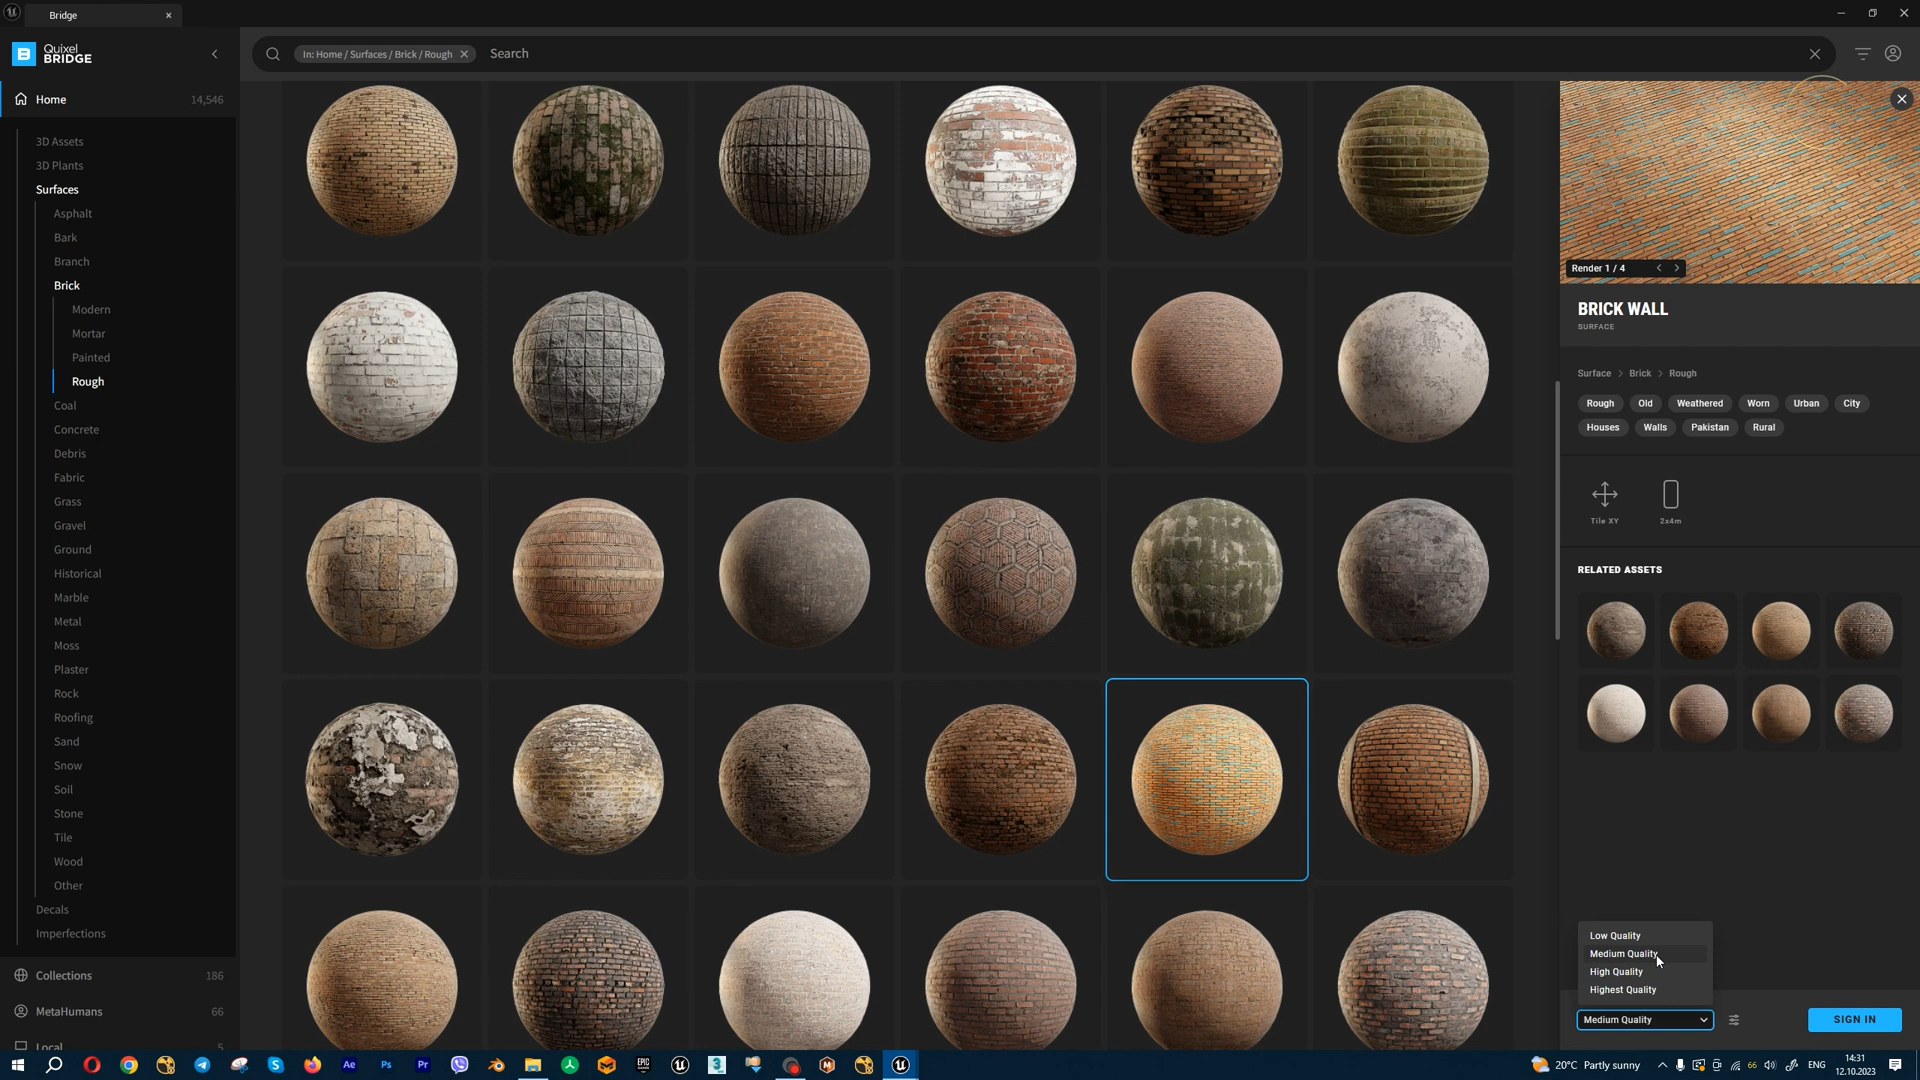 Bridge
Quixel
BRIDGE
In: Home / Surfaces / Brick / Rough
Search
Home 14,546
3D Assets
3D Plants
Surfaces
Asphalt
Bark
Branch
Brick
Modern
Mortar
Painted
Rough
Coal
Concrete
Debris
Fabric
Grass
Gravel
Ground
Historical
Marble
Metal
Moss
Plaster
Rock
Roofing
Sand
Snow
Soil
Stone
Tile
Wood
Other
Decals
Imperfections
Collections 186
MetaHumans 66
Local 5
Render 1 / 4
BRICK WALL
SURFACE
Surface > Brick > Rough
Rough Old Weathered Worn Urban City
Houses Walls Pakistan Rural
Tile XY 2x4m
RELATED ASSETS
Low Quality
Medium Quality
High Quality
Highest Quality
Medium Quality
SIGN IN
20°C Partly sunny
66
ENG
14:31
12.10.2023